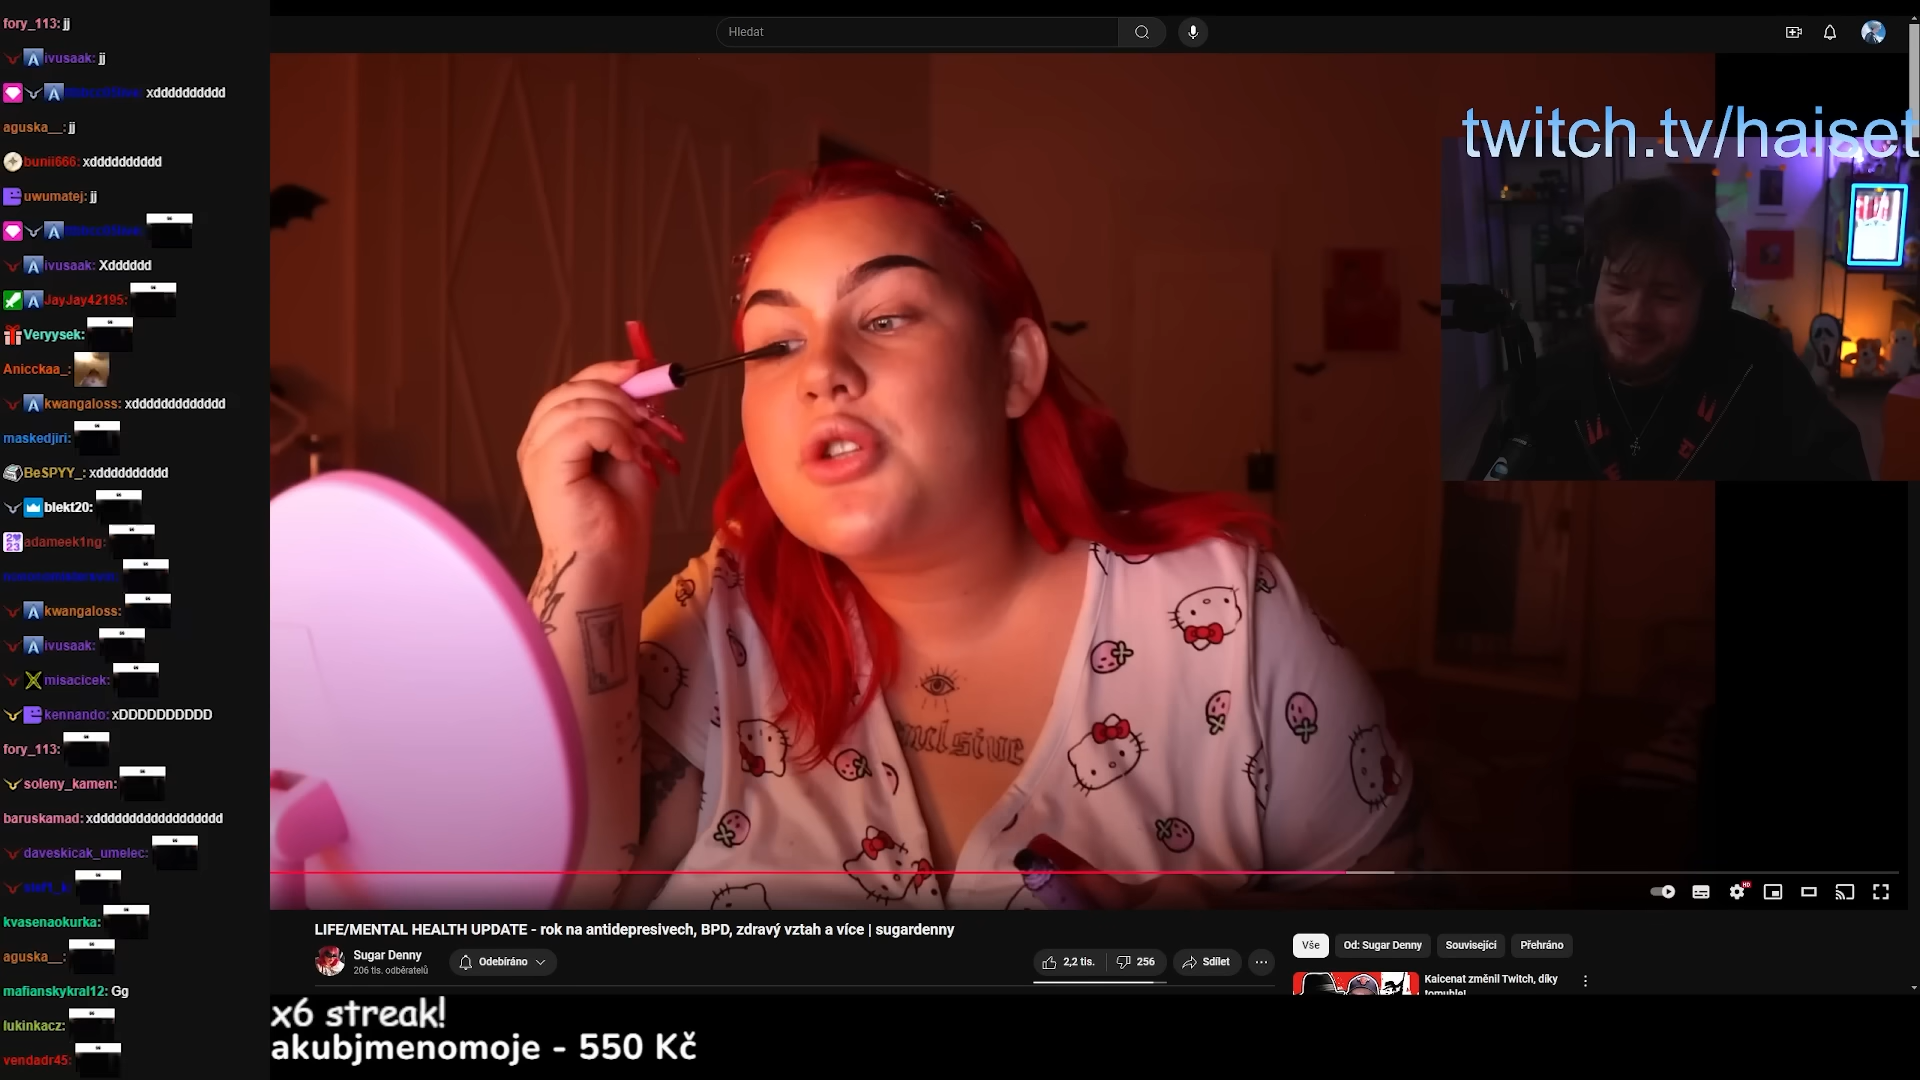 fory_113: jj
ivusaak: jj
xdddddddddd
aguska__: jj
bunii666: xdddddddddd
uwumatej: jj
ivusaak: Xdddddd
JayJay42195:
Veryysek:
Anicckaa_:
kwangaloss: xddddddddddddd
maskedjiri:
BeSPYY_: xdddddddddd
blekt20:
adameek1ng:
kwangaloss:
ivusaak:
misacicek:
kennando: xDDDDDDDDDD
fory_113:
soleny_kamen:
baruskamad: xdddddddddddddddddd
daveskicak_umelec:
kvasenaokurka:
aguska__:
mafianskykral12: Gg
lukinkacz:
vendadr45:
Hledat
twitch.tv/haiset
LIFE/MENTAL HEALTH UPDATE - rok na antidepresivech, BPD, zdravý vztah a více | sugardenny
Sugar Denny
206 tis. odběratelů
Odebíráno
2,2 tis.
256
Sdílet
Vše
Od: Sugar Denny
Související
Přehráno
Kaicenat změnil Twitch, díky
tomuhle!
x6 streak!
akubjmenomoje - 550 Kč